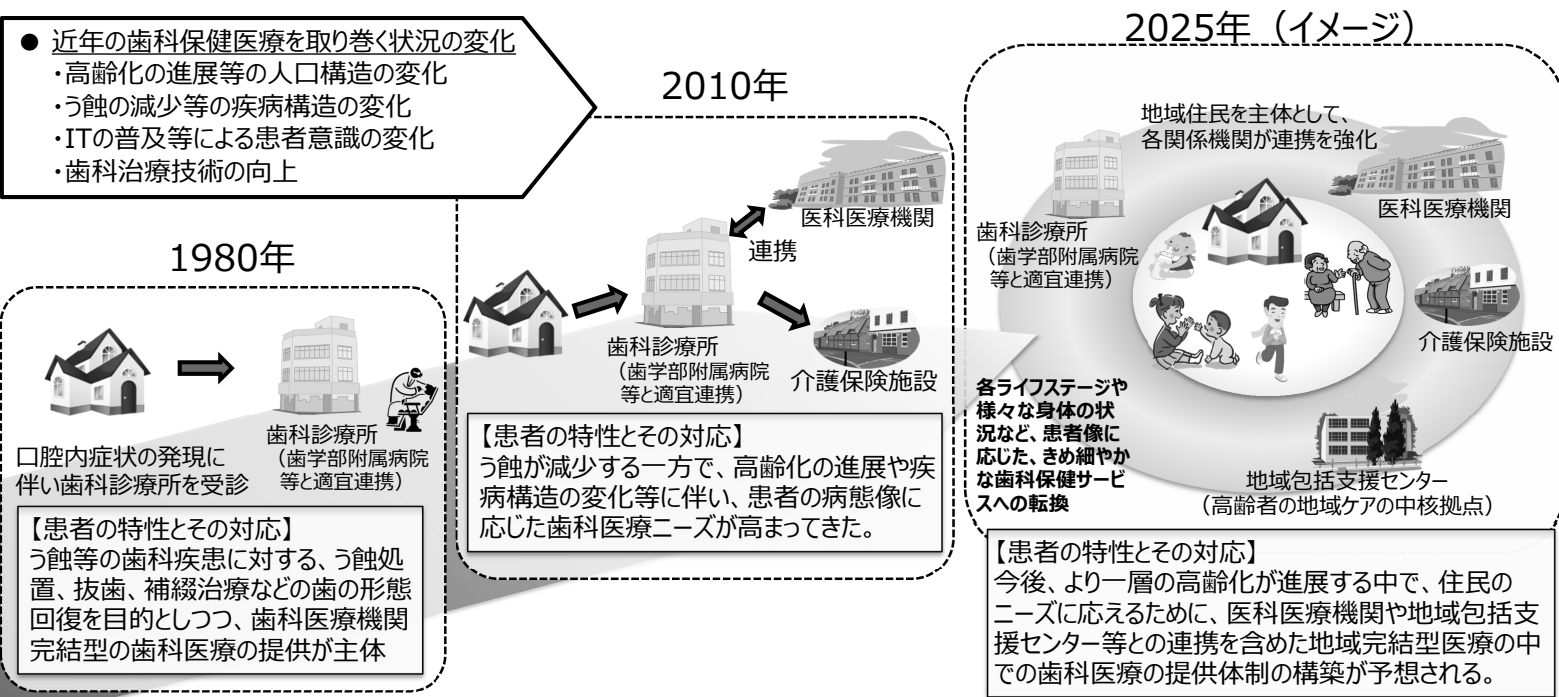 ● 近年の歯科保健医療を取り巻く状況の変化
・高齢化の進展等の人口構造の変化
・う蝕の減少等の疾病構造の変化
・ITの普及等による患者意識の変化
・歯科治療技術の向上
1980年
口腔内症状の発現に
伴い歯科診療所を受診
歯科診療所
（歯学部附属病院
等と適宜連携）
【患者の特性とその対応】
う蝕等の歯科疾患に対する、う蝕処
置、抜歯、補綴治療などの歯の形態
回復を目的としつつ、歯科医療機関
完結型の歯科医療の提供が主体
2010年
医科医療機関
連携
歯科診療所
（歯学部附属病院
等と適宜連携）
介護保険施設
【患者の特性とその対応】
う蝕が減少する一方で、高齢化の進展や疾
病構造の変化等に伴い、患者の病態像に
応じた歯科医療ニーズが高まってきた。
2025年（イメージ）
地域住民を主体として、
各関係機関が連携を強化
医科医療機関
歯科診療所
（歯学部附属病院
等と適宜連携）
介護保険施設
各ライフステージや
様々な身体の状
況など、患者像に
応じた、きめ細やか
な歯科保健サービ
スへの転換
地域包括支援センター
（高齢者の地域ケアの中核拠点）
【患者の特性とその対応】
今後、より一層の高齢化が進展する中で、住民の
ニーズに応えるために、医科医療機関や地域包括支
援センター等との連携を含めた地域完結型医療の中
での歯科医療の提供体制の構築が予想される。